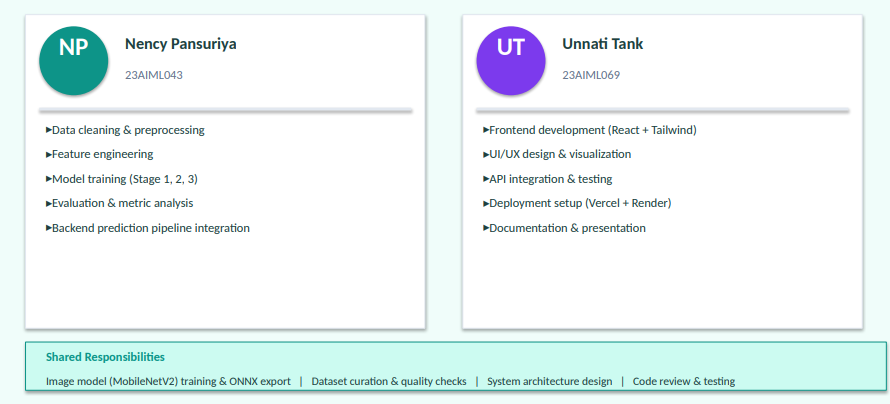 NP
Nency Pansuriya
23AIML043
▸Data cleaning & preprocessing
▸Feature engineering
▸Model training (Stage 1, 2, 3)
▸Evaluation & metric analysis
▸Backend prediction pipeline integration
UT
Unnati Tank
23AIML069
▸Frontend development (React + Tailwind)
▸UI/UX design & visualization
▸API integration & testing
▸Deployment setup (Vercel + Render)
▸Documentation & presentation
Shared Responsibilities
Image model (MobileNetV2) training & ONNX export | Dataset curation & quality checks | System architecture design | Code review & testing